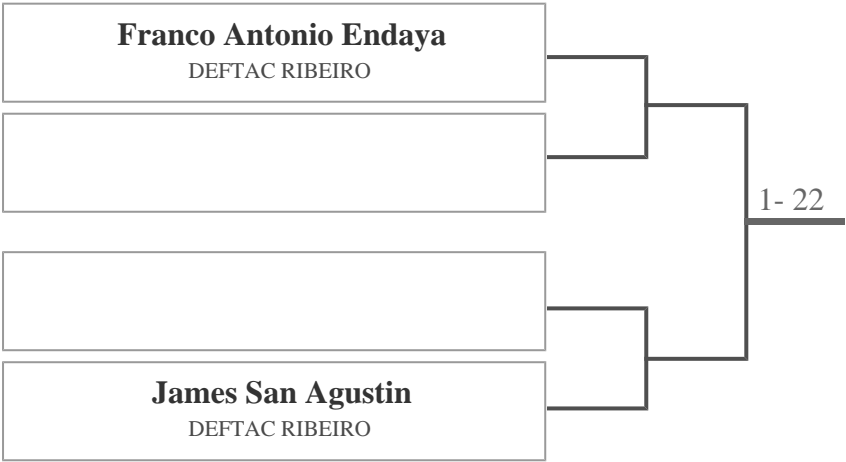 Franco Antonio Endaya
DEFTAC RIBEIRO
1- 22
James San Agustin
DEFTAC RIBEIRO